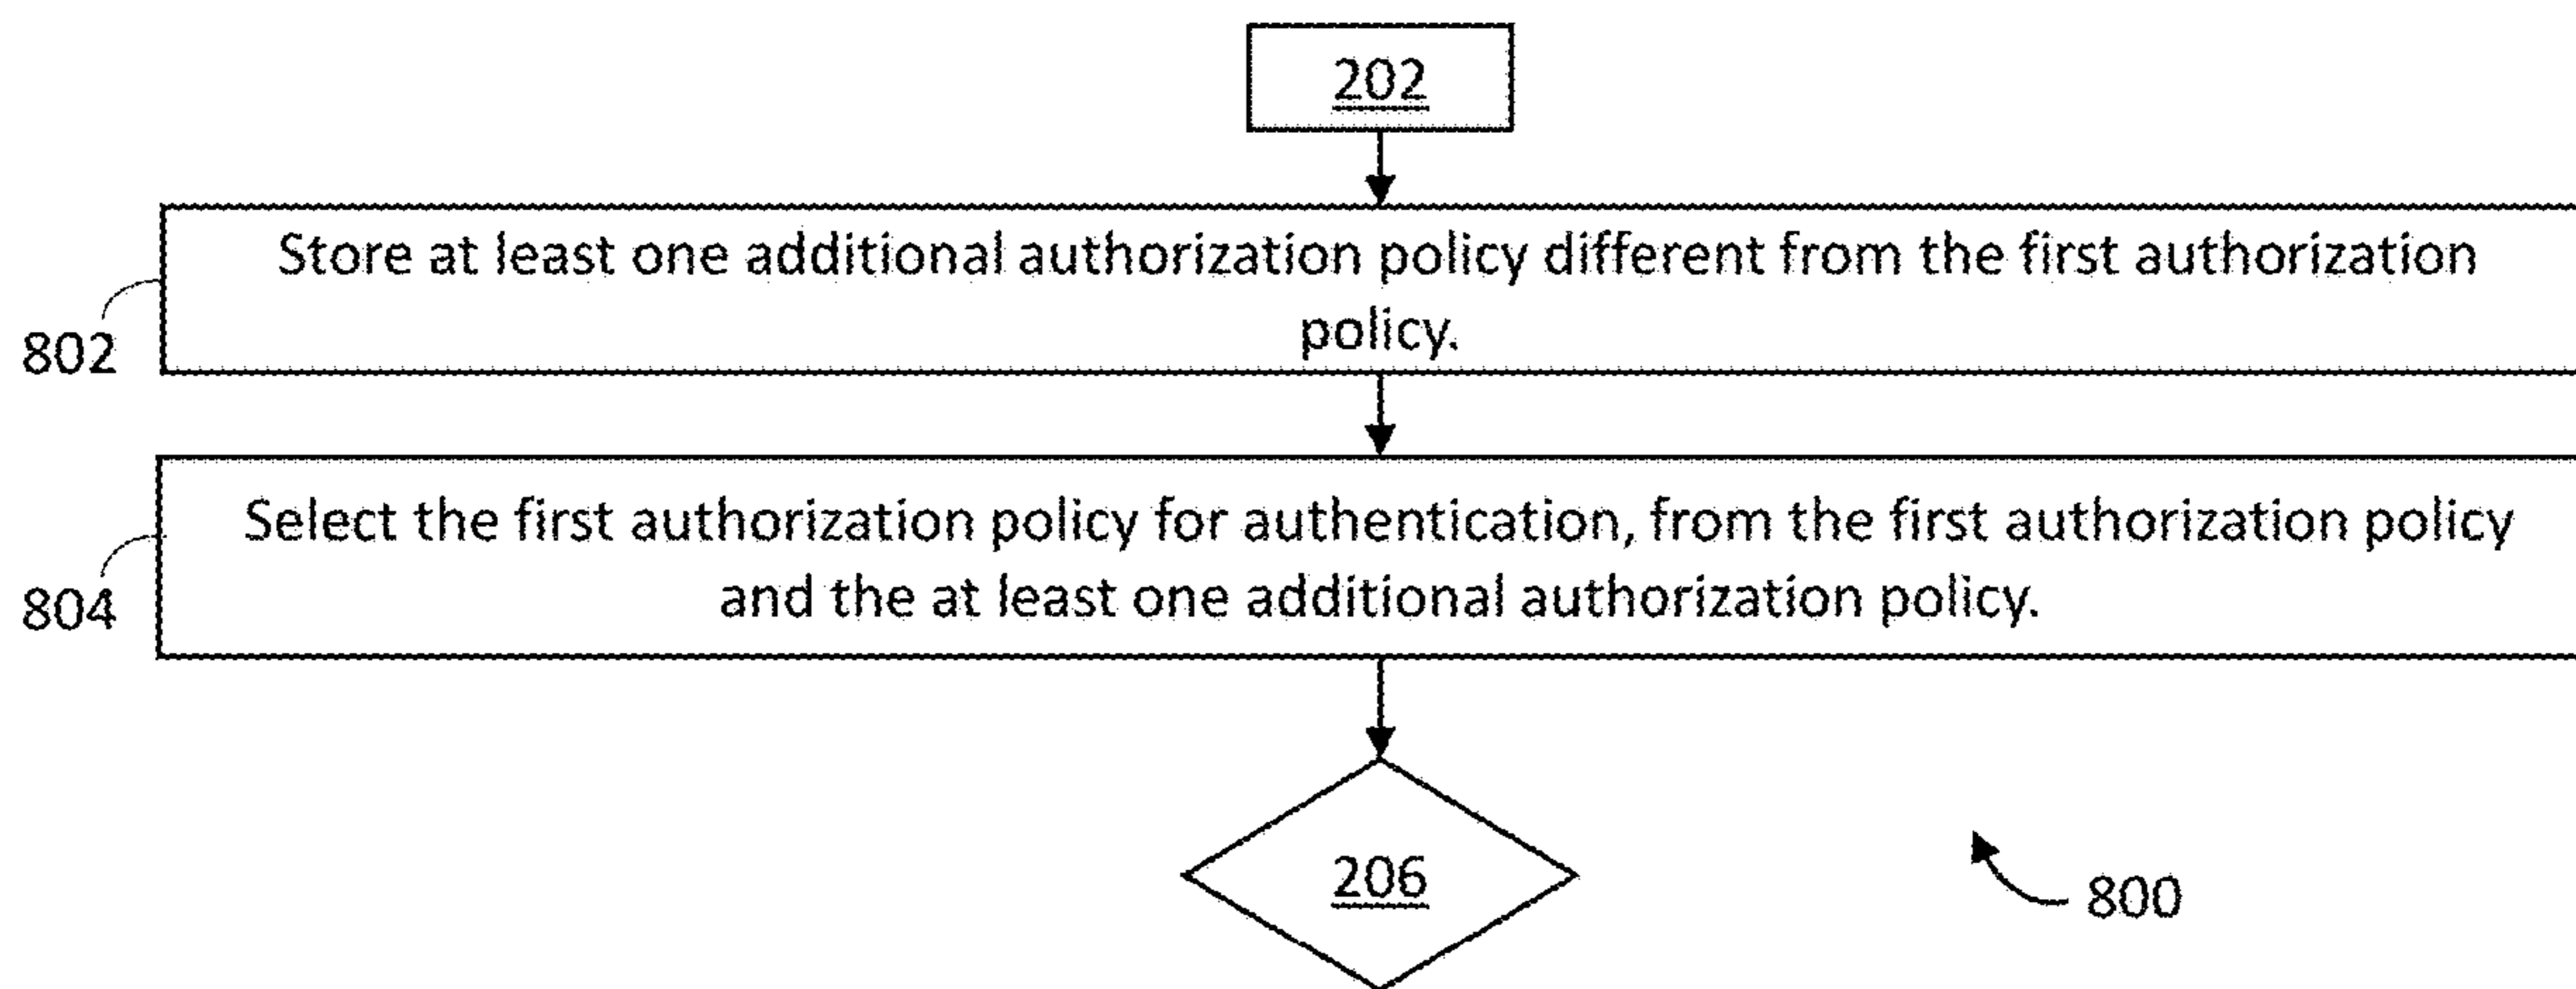 202
Store at least one additional authorization policy different from the first authorization
policy.
802
Select the first authorization policy for authentication, from the first authorization policy
and the at least one additional authorization policy.
804
206
800